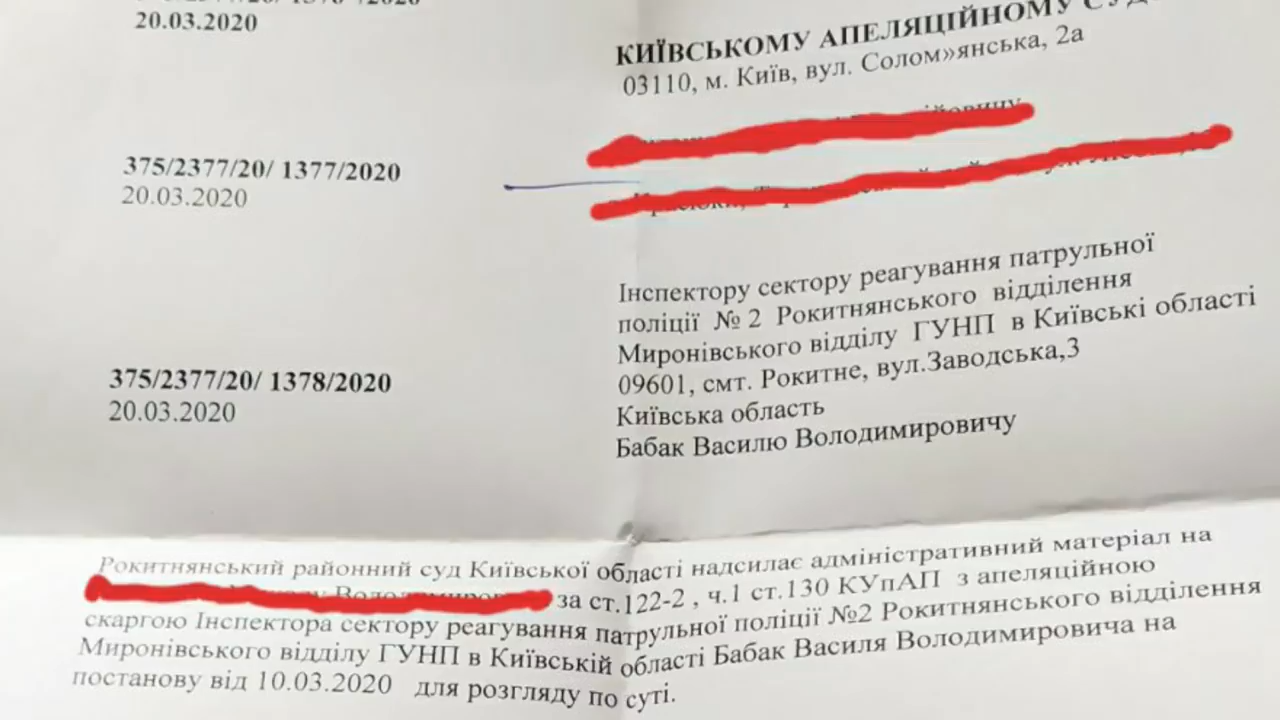 20.03.2020
КИЇВСЬКОМУ АПЕЛЯЦІЙНОМУ
03110, м. Київ, вул. Солом»янська, 2а
375/2377/20/ 1377/2020
20.03.2020
Інспектору сектору реагування патрульної
поліції № 2 Рокитнянського відділення
Миронівського відділу ГУНП в Київські області
09601, смт. Рокитне, вул.Заводська,3
Київська область
Бабак Василю Володимировичу
375/2377/20/ 1378/2020
20.03.2020
Рокитнянський районний суд Київської області надсилає адміністративний матеріал на
за ст.122-2 , ч.1 ст.130 КУпАП з апеляційною
скаргою Інспектора сектору реагування патрульної поліції №2 Рокитнянського відділення
Миронівського відділу ГУНП в Київській області Бабак Василя Володимировича на
постанову від 10.03.2020 для розгляду по суті.